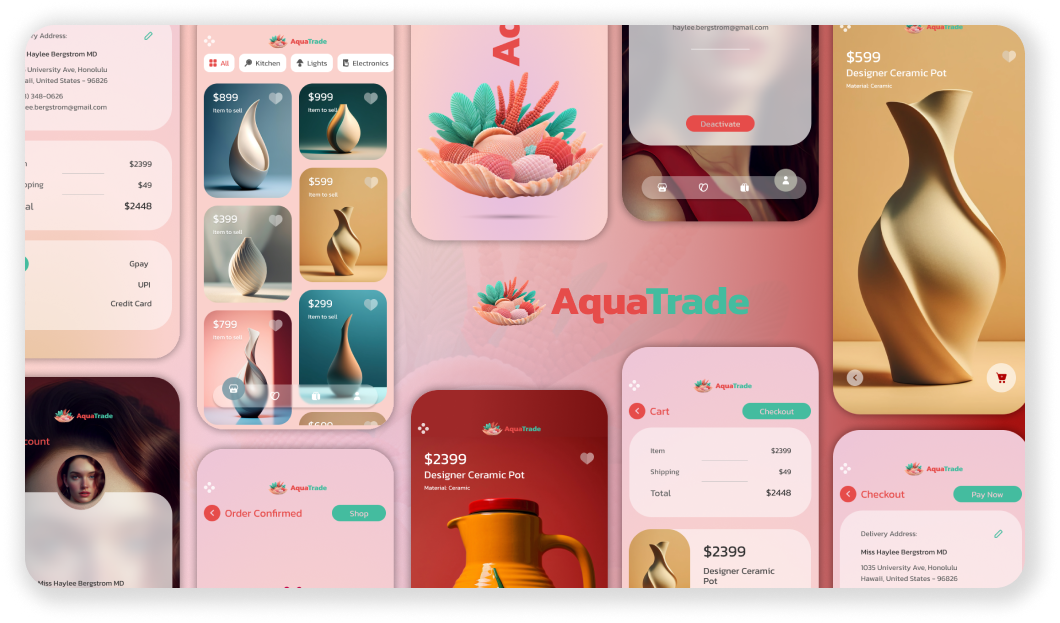 Delivery Address:
Haylee Bergstrom MD
University Ave, Honolulu
waii, United States - 96826
) 348-0626
lee.bergstrom@gmail.com
$2399
pping
$49
al
$2448
Gpay
UPI
Credit Card
AquaTrade
count
Miss Haylee Bergstrom MD
AquaTrade
All
Kitchen
Lights
Electronics
$899
Item to sell
$999
Item to sell
$599
Item to sell
$399
Item to sell
$299
Item to sell
$799
Item to sell
AquaTrade
Order Confirmed
Shop
Aq
AquaTrade
AquaTrade
$2399
Designer Ceramic Pot
Material: Ceramic
haylee.bergstrom@gmail.com
Deactivate
AquaTrade
Cart
Checkout
Item
$2399
Shipping
$49
Total
$2448
$2399
Designer Ceramic
Pot
AquaTrade
$599
Designer Ceramic Pot
Material: Ceramic
AquaTrade
Checkout
Pay Now
Delivery Address:
Miss Haylee Bergstrom MD
1035 University Ave, Honolulu
Hawaii, United States - 96826